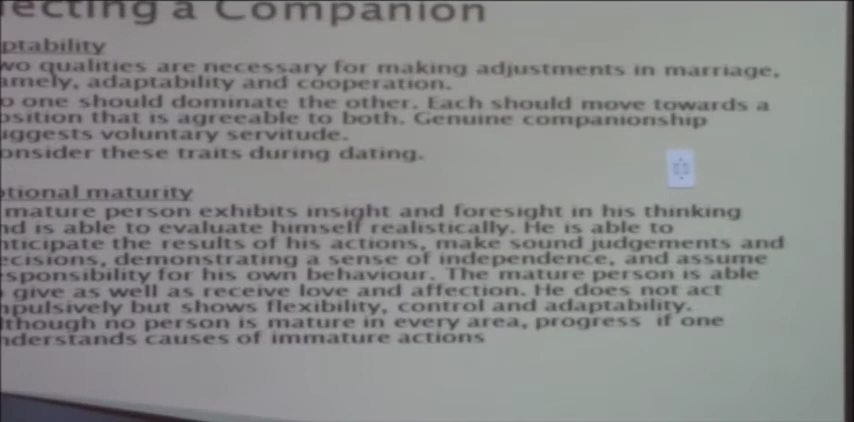 ecting a Companion
ptability
wo qualities are necessary for making adjustments in marriage,
amely, adaptability and cooperation.
o one should dominate the other. Each should move towards a
osition that is agreeable to both. Genuine companionship
uggests voluntary servitude.
onsider these traits during dating.
tional maturity
mature person exhibits insight and foresight in his thinking
nd is able to evaluate himself realistically. He is able to
nticipate the results of his actions, make sound judgements and
ecisions, demonstrating a sense of independence, and assume
sponsibility for his own behaviour. The mature person is able
give as well as receive love and affection. He does not act
mpulsively but shows flexibility, control and adaptability.
lthough no person is mature in every area, progress if one
nderstands causes of immature actions